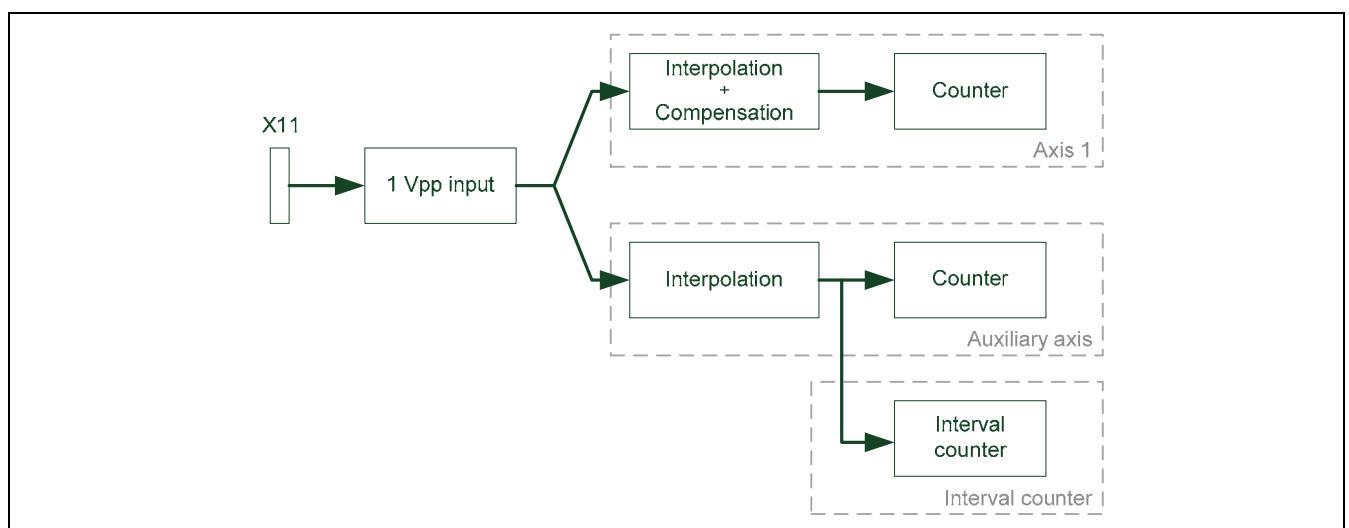 X11
1 Vpp input
Interpolation
+
Compensation
Counter
Axis 1
Interpolation
Counter
Auxiliary axis
Interval
counter
Interval counter